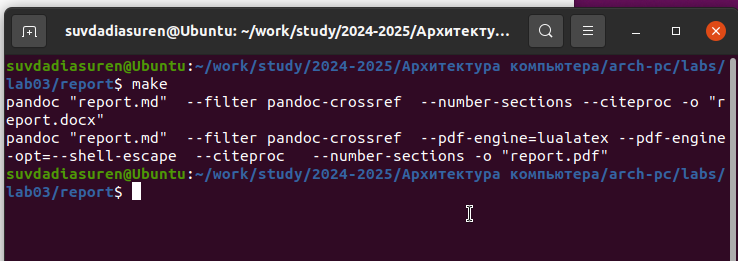 suvdadiasuren@Ubuntu: ~/work/study/2024-2025/Архитекту...
suvdadiasuren@Ubuntu:~/work/study/2024-2025/Архитектура компьютера/arch-pc/labs/
lab03/report$ make
pandoc "report.md"  --filter pandoc-crossref  --number-sections --citeproc -o "r
eport.docx"
pandoc "report.md"  --filter pandoc-crossref  --pdf-engine=lualatex --pdf-engine
-opt=--shell-escape  --citeproc   --number-sections -o "report.pdf"
suvdadiasuren@Ubuntu:~/work/study/2024-2025/Архитектура компьютера/arch-pc/labs/
lab03/report$